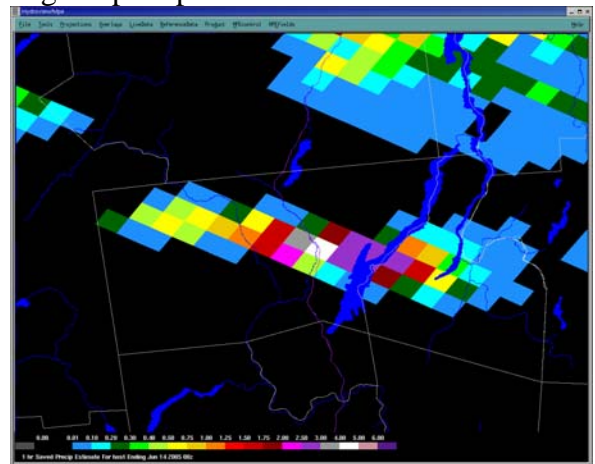 File Tools Projections Overlays LiveData ReferenceData Product MPEcontrol MPEFields Help
0.00 0.01 0.10 0.20 0.30 0.40 0.50 0.75 1.00 1.25 1.50 1.75 2.00 2.50 3.00 4.00 5.00 6.00
1 hr Saved Precip Estimate for host Ending Jun 14 2005 00z